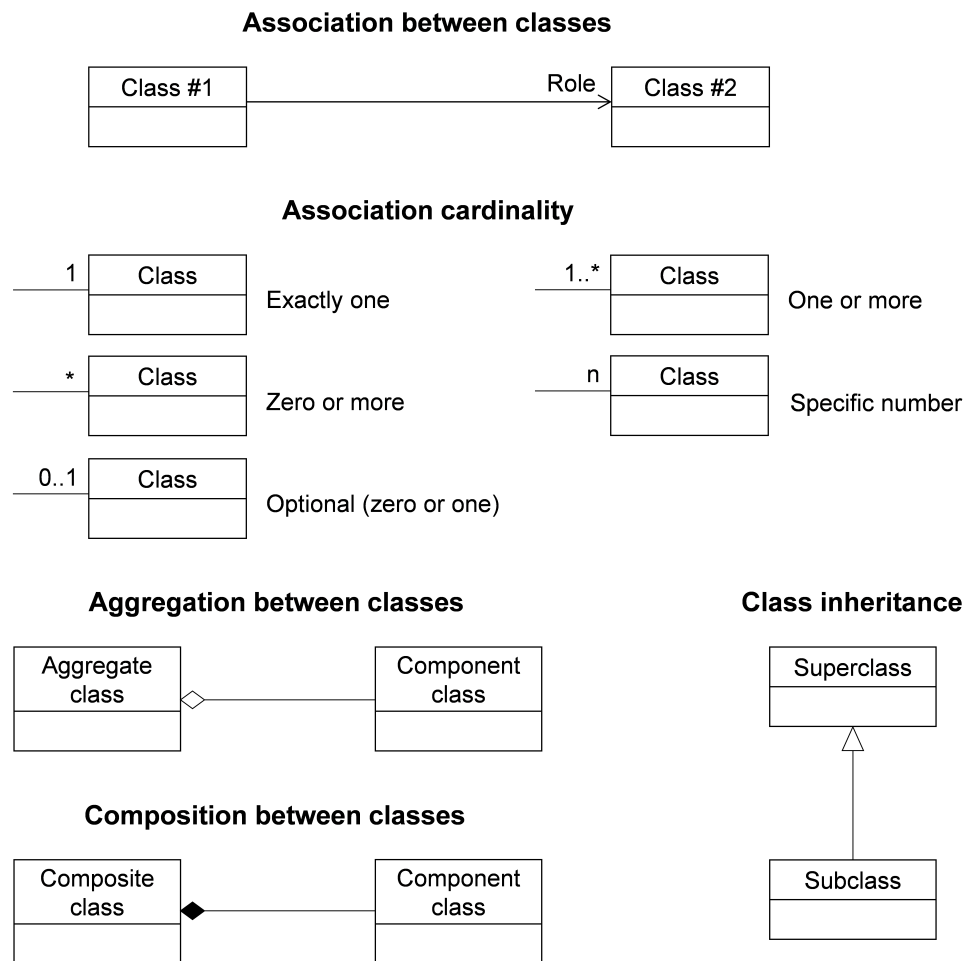 Association between classes
Class #1
Role
Class #2
Association cardinality
1
Class
Exactly one
1..*
Class
One or more
*
Class
Zero or more
n
Class
Specific number
0..1
Class
Optional (zero or one)
Aggregation between classes
Class inheritance
Aggregate
class
Component
class
Superclass
Composition between classes
Composite
class
Component
class
Subclass